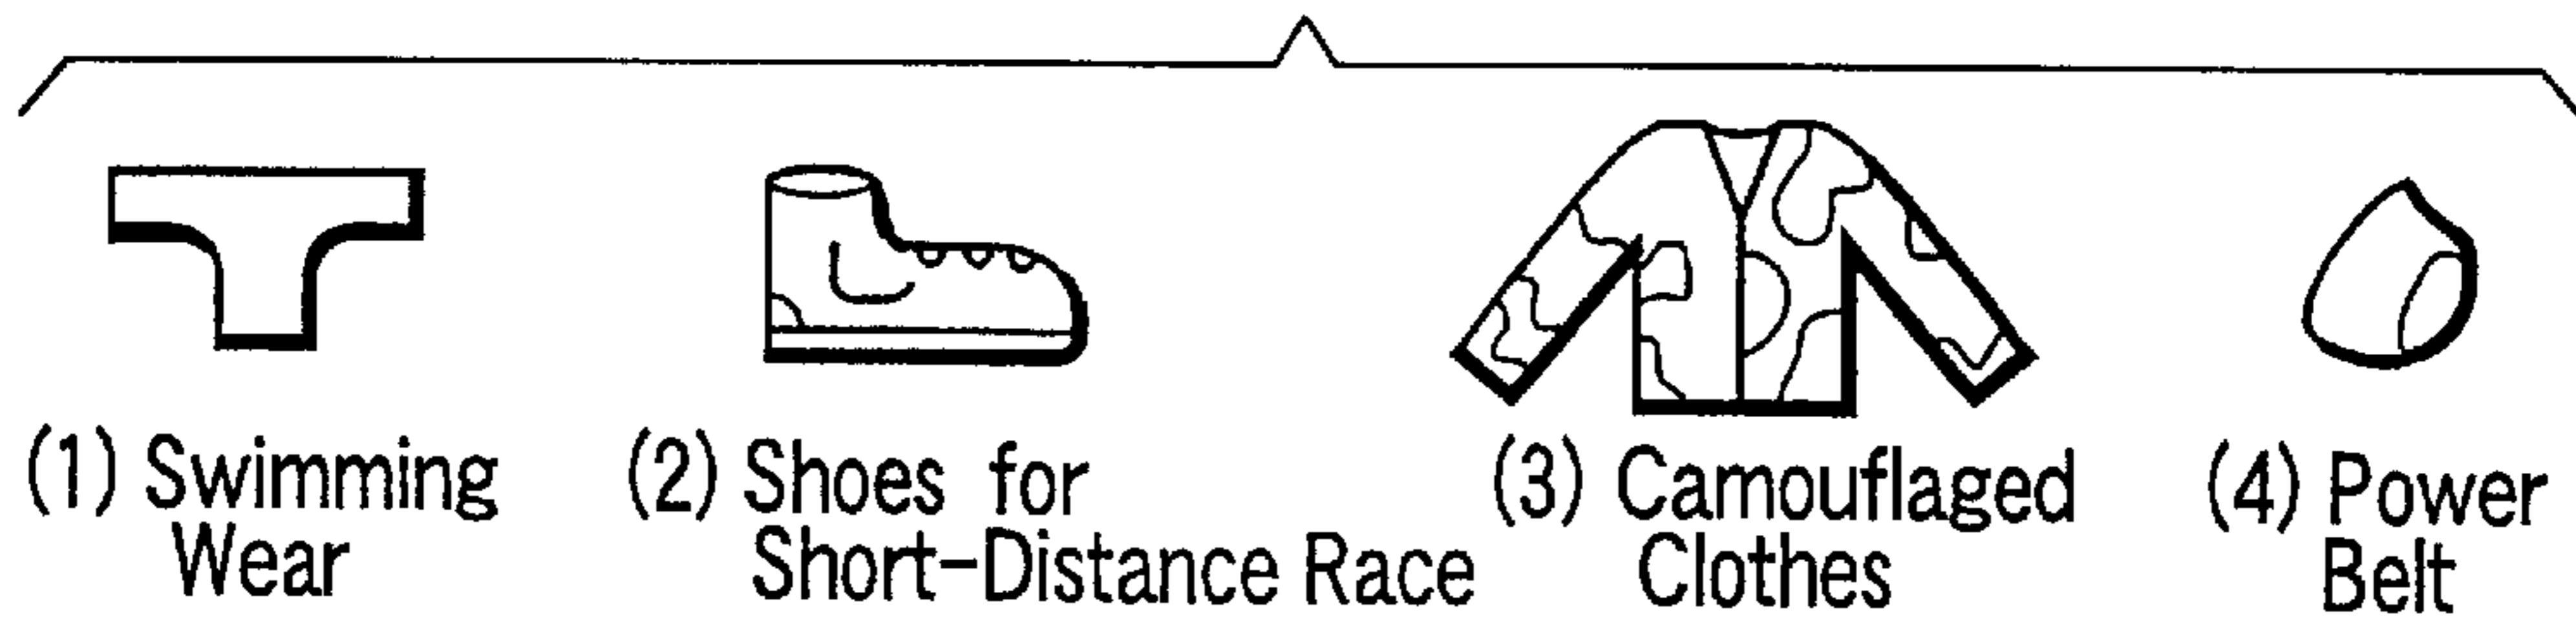 (1) Swimming
Wear
(2) Shoes for
Short-Distance Race
(3) Camouflaged
Clothes
(4) Power
Belt